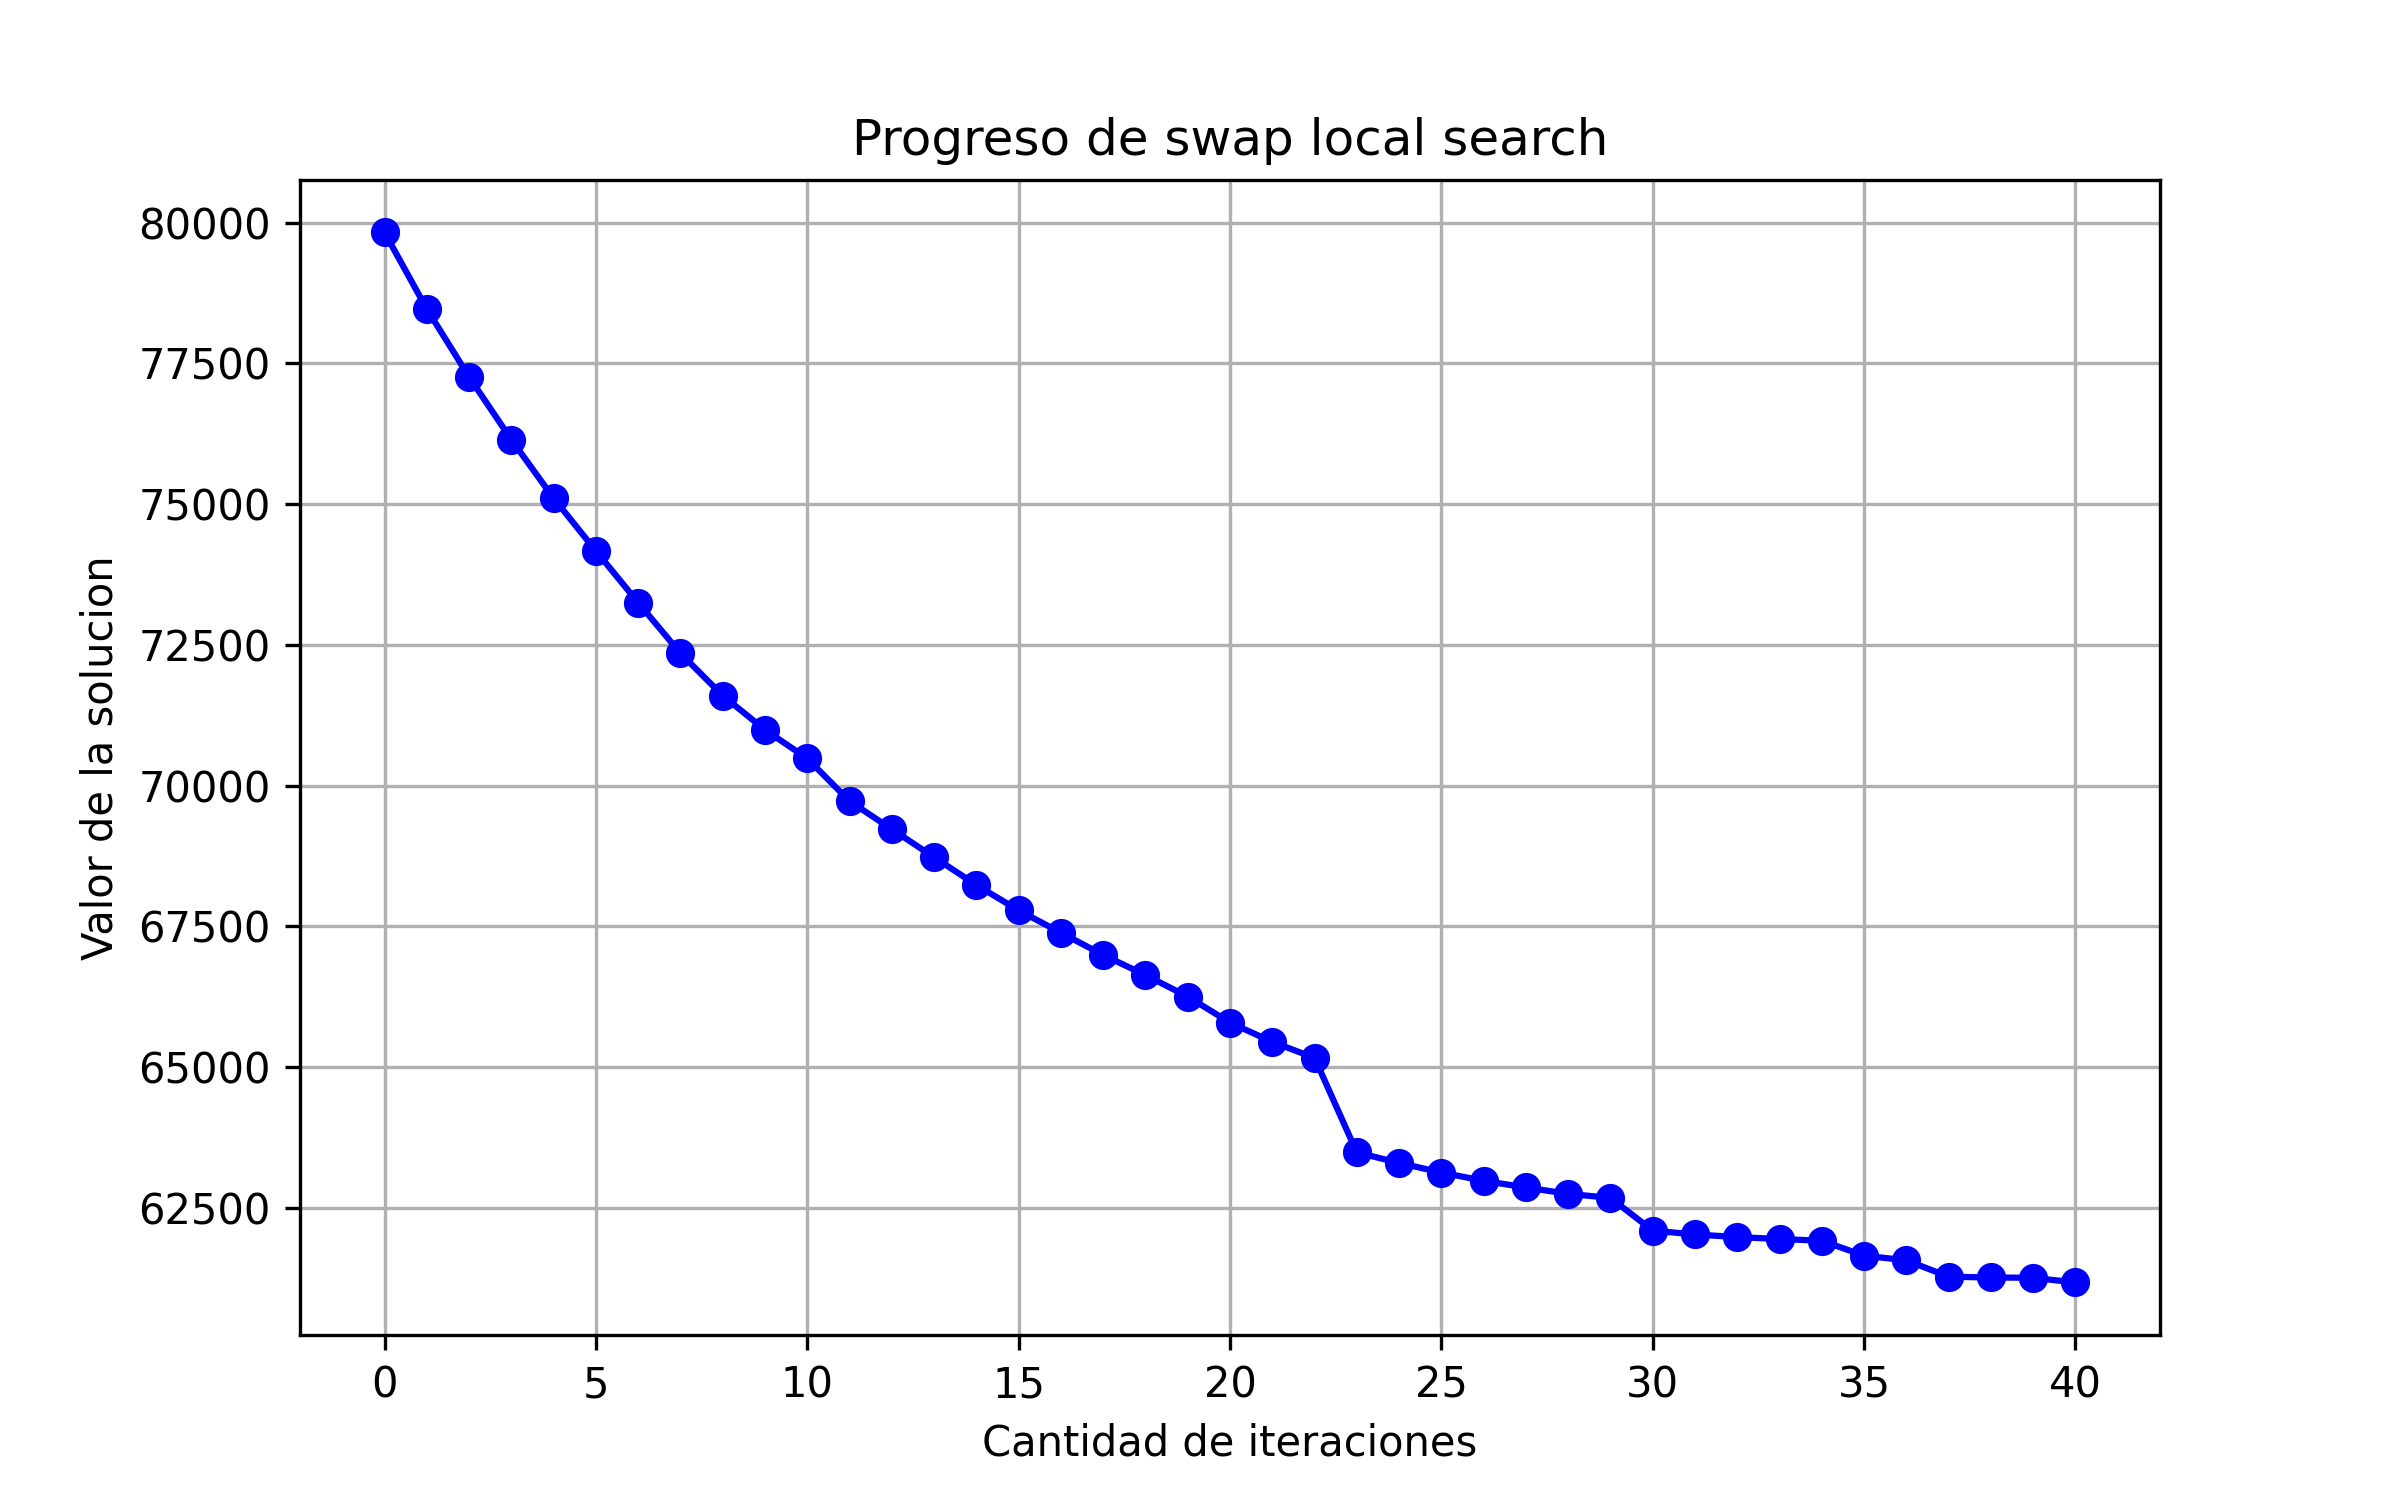 Progreso de swap local search
80000
77500
75000
72500
70000
67500
65000
62500
Valor de la solucion
0 5 10 15 20 25 30 35 40
Cantidad de iteraciones